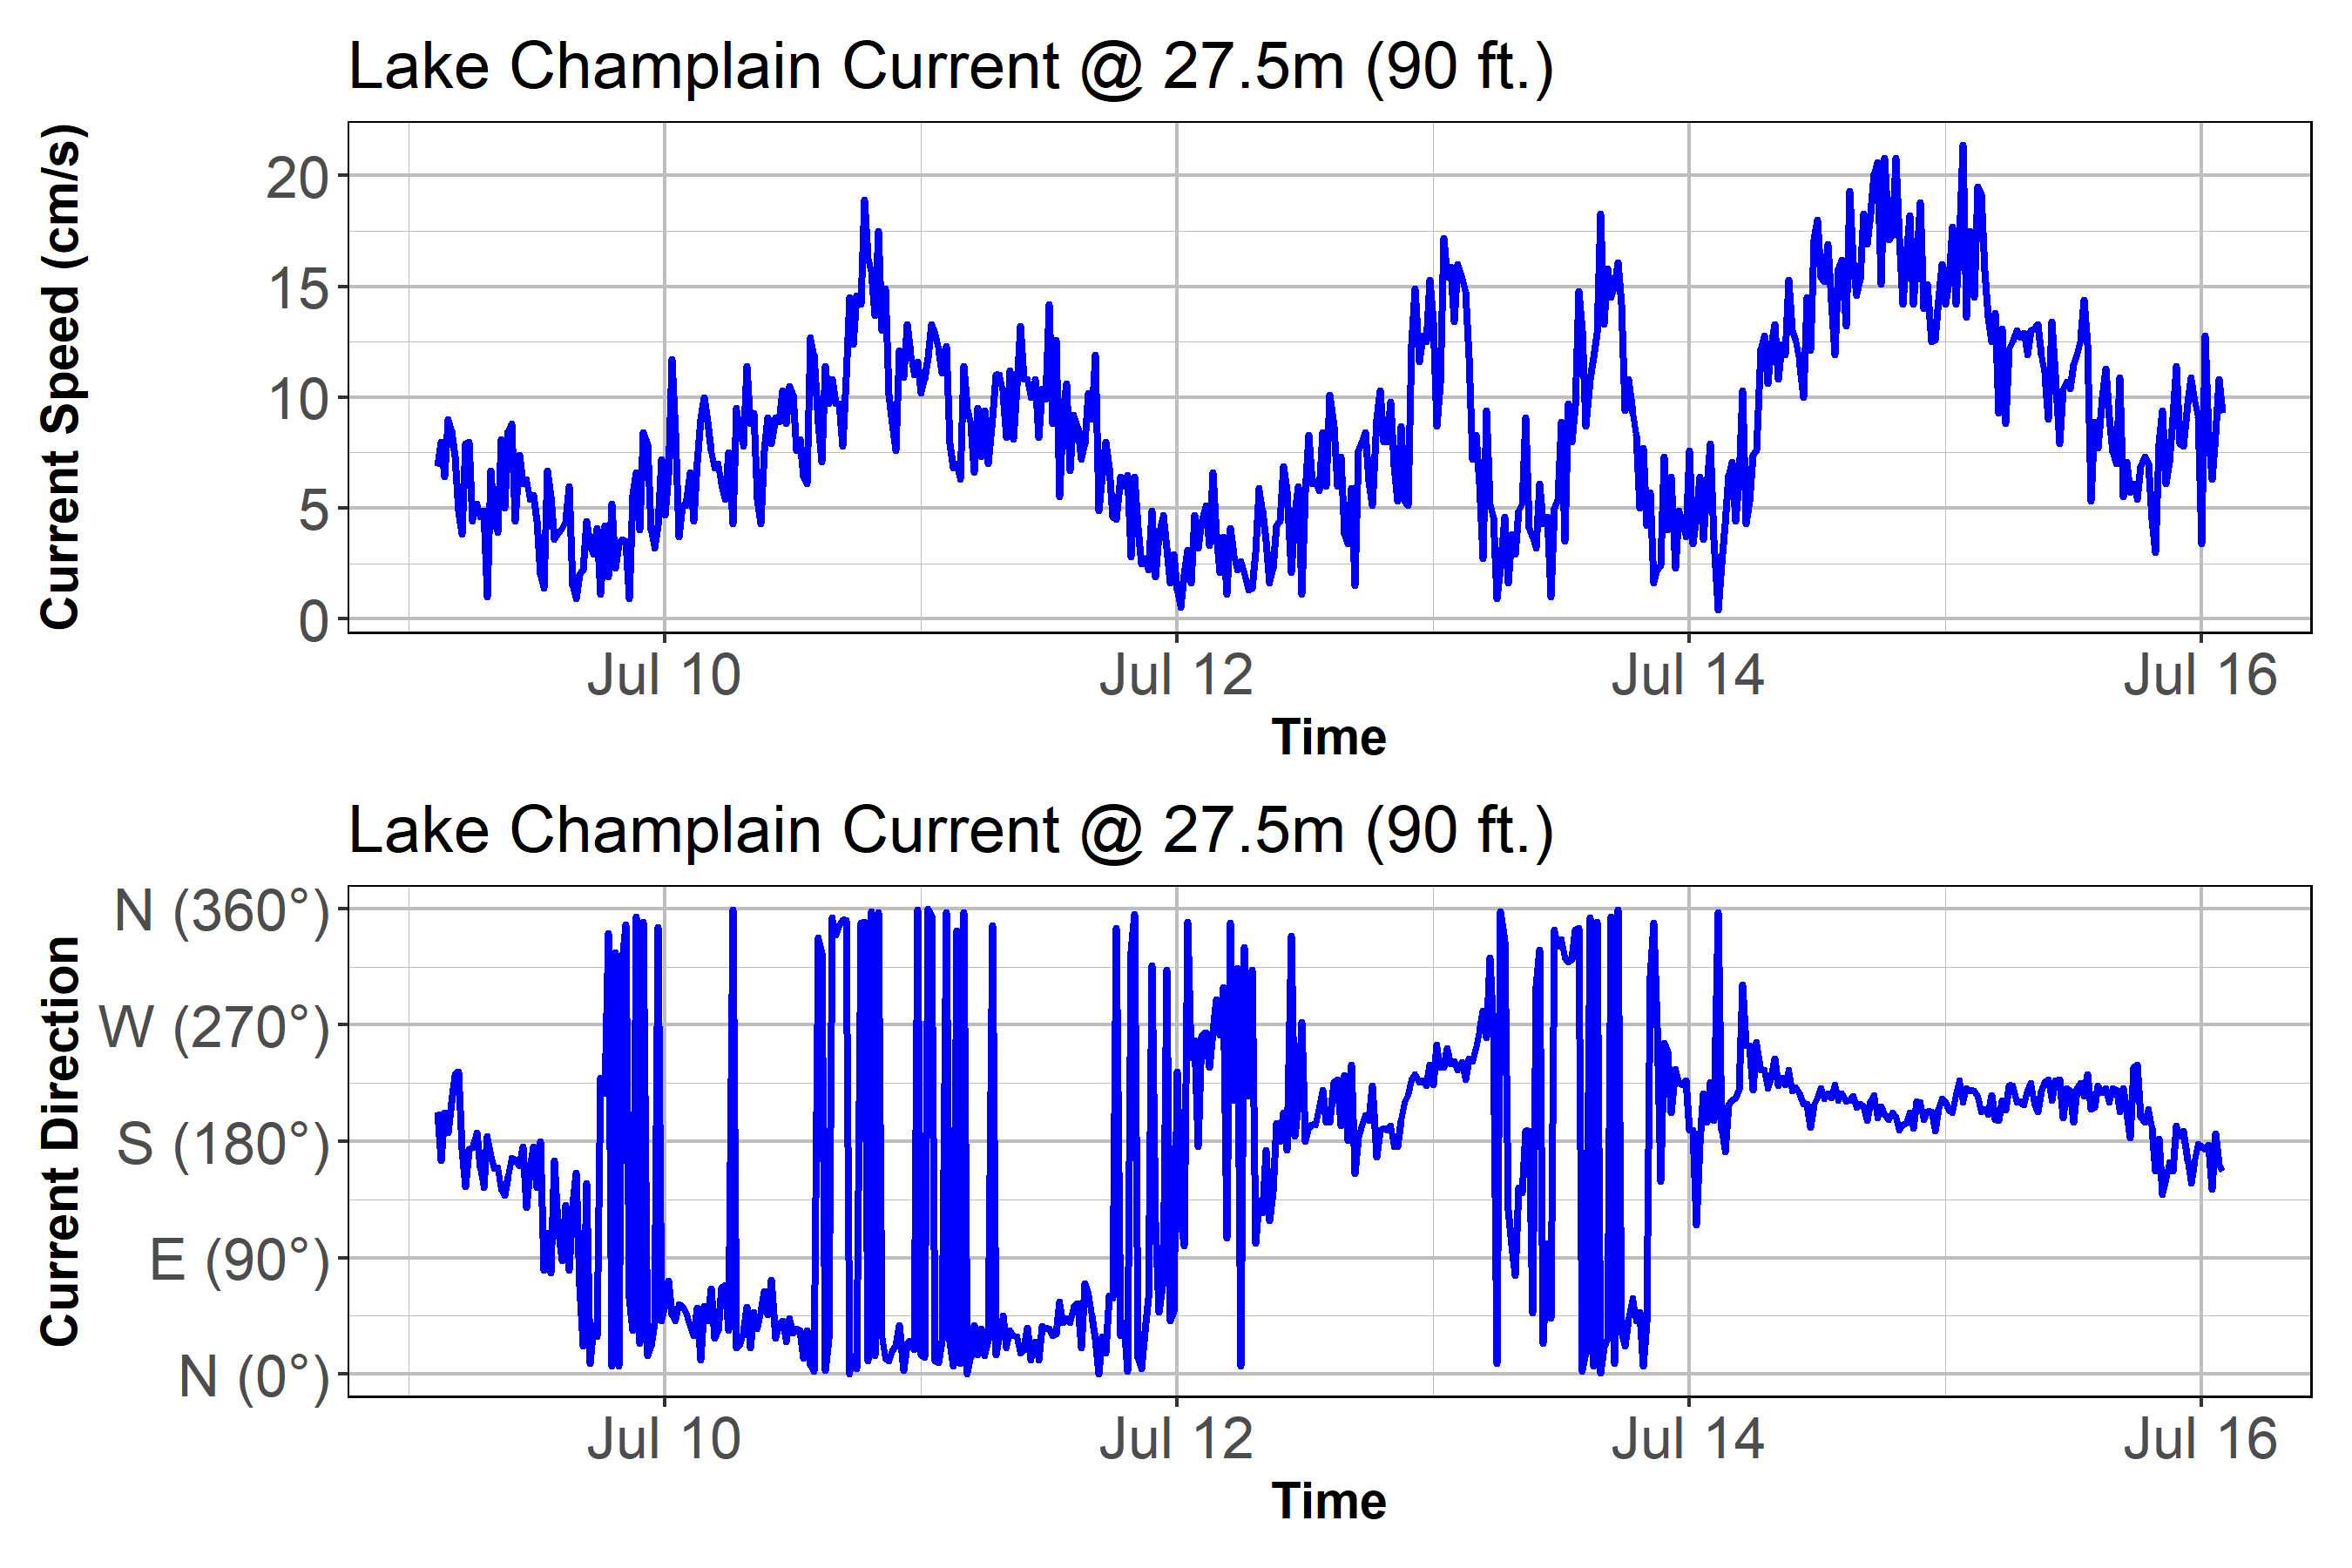 Lake Champlain Current @ 27.5m (90 ft.)
Current Speed (cm/s)
20
15
10
5
0
Jul 10 Jul 12 Jul 14 Jul 16
Time
Lake Champlain Current @ 27.5m (90 ft.)
Current Direction
N (360°)
W (270°)
S (180°)
E (90°)
N (0°)
Jul 10 Jul 12 Jul 14 Jul 16
Time